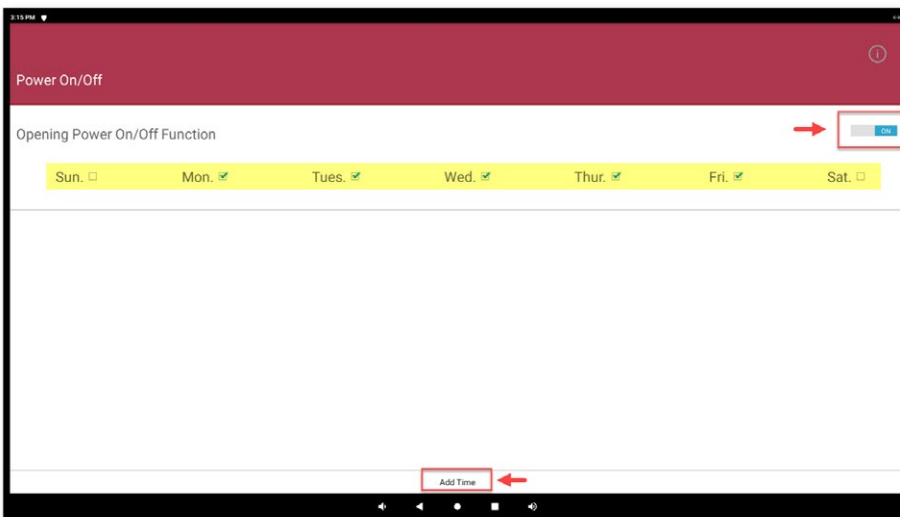 3:15 PM
Power On/Off
Opening Power On/Off Function
ON
Sun. Mon. Tues. Wed. Thur. Fri. Sat.
Add Time